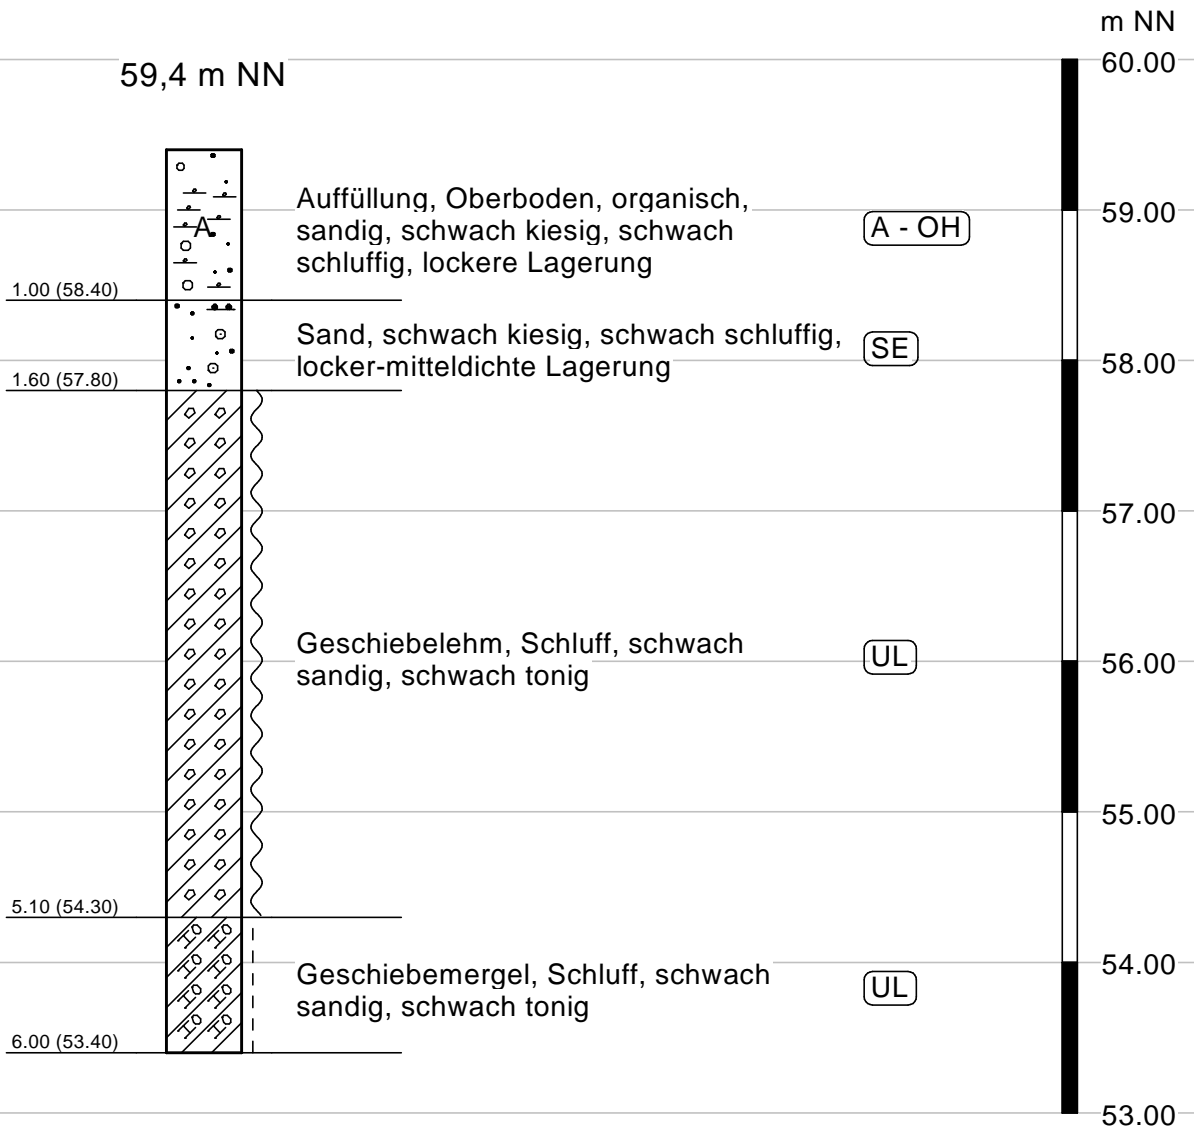 m NN
60.00
59,4 m NN
Auffüllung, Oberboden, organisch,
sandig, schwach kiesig, schwach
schluffig, lockere Lagerung
A
A - OH
59.00
1.00 (58.40)
Sand, schwach kiesig, schwach schluffig,
locker-mitteldichte Lagerung
SE
58.00
1.60 (57.80)
57.00
Geschiebelehm, Schluff, schwach
sandig, schwach tonig
UL
56.00
55.00
5.10 (54.30)
Geschiebemergel, Schluff, schwach
sandig, schwach tonig
UL
54.00
6.00 (53.40)
53.00